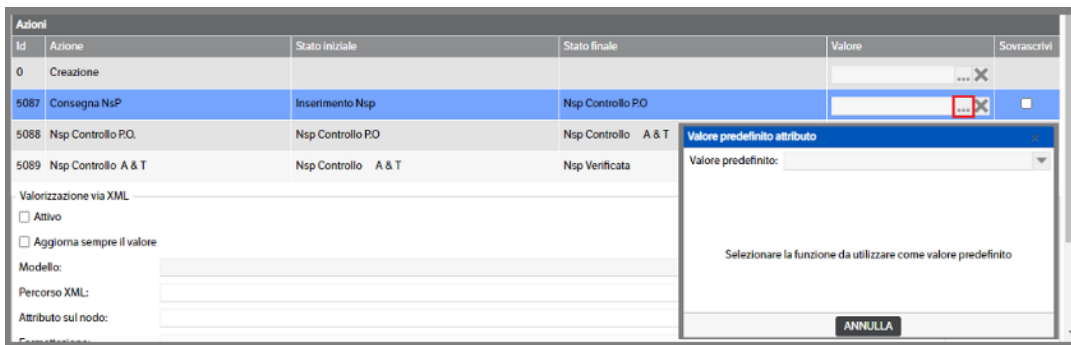 Azioni
Id Azione Stato iniziale Stato finale Valore Sovrascrivi
0 Creazione ...
5087 Consegna NsP Inserimento Nsp Nsp Controllo P.O ...
5088 Nsp Controllo P.O. Nsp Controllo P.O Nsp Controllo A & T
5089 Nsp Controllo A & T Nsp Controllo A & T Nsp Verificata
Valore predefinito attributo
Valore predefinito:
Selezionare la funzione da utilizzare come valore predefinito
ANNULLA
Valorizzazione via XML
Attivo
Aggiorna sempre il valore
Modello:
Percorso XML:
Attributo sul nodo: